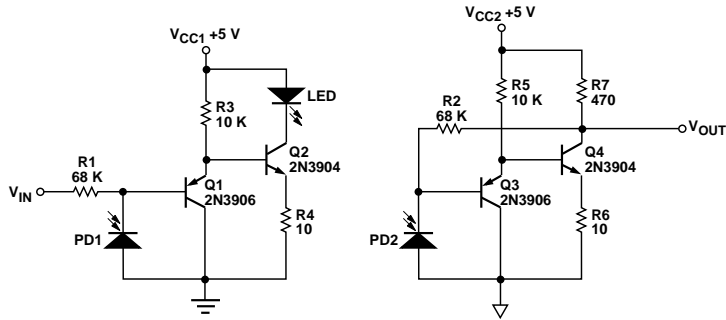 VCC1 +5 V
LED
R3
10 K
R1
68 K
VIN
Q1
2N3906
Q2
2N3904
R4
10
PD1
VCC2 +5 V
R5
10 K
R7
470
R2
68 K
VOUT
Q3
2N3906
Q4
2N3904
R6
10
PD2